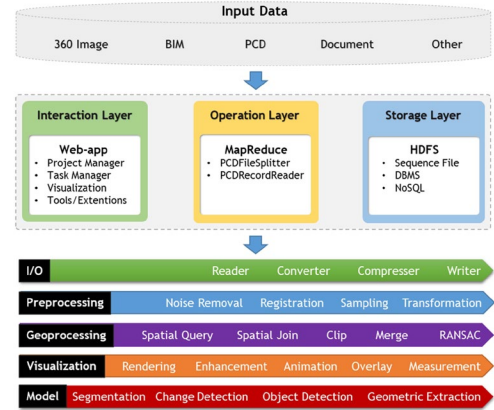 Input Data
360 Image BIM PCD Document Other
Interaction Layer
Web-app
• Project Manager
• Task Manager
• Visualization
• Tools/Extentions
Operation Layer
MapReduce
• PCDFileSplitter
• PCDRecordReader
Storage Layer
HDFS
• Sequence File
• DBMS
• NoSQL
I/O Reader Converter Compresser Writer
Preprocessing Noise Removal Registration Sampling Transformation
Geoprocessing Spatial Query Spatial Join Clip Merge RANSAC
Visualization Rendering Enhancement Animation Overlay Measurement
Model Segmentation Change Detection Object Detection Geometric Extraction